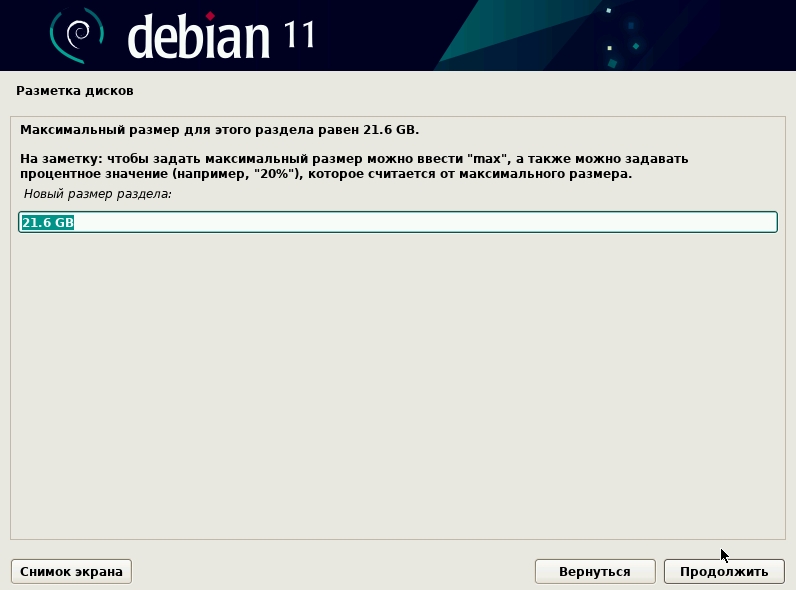 debian 11
Разметка дисков
Максимальный размер для этого раздела равен 21.6 GB.
На заметку: чтобы задать максимальный размер можно ввести "max", а также можно задавать
процентное значение (например, "20%"), которое считается от максимального размера.
Новый размер раздела:
21.6 GB
Снимок экрана
Вернуться
Продолжить